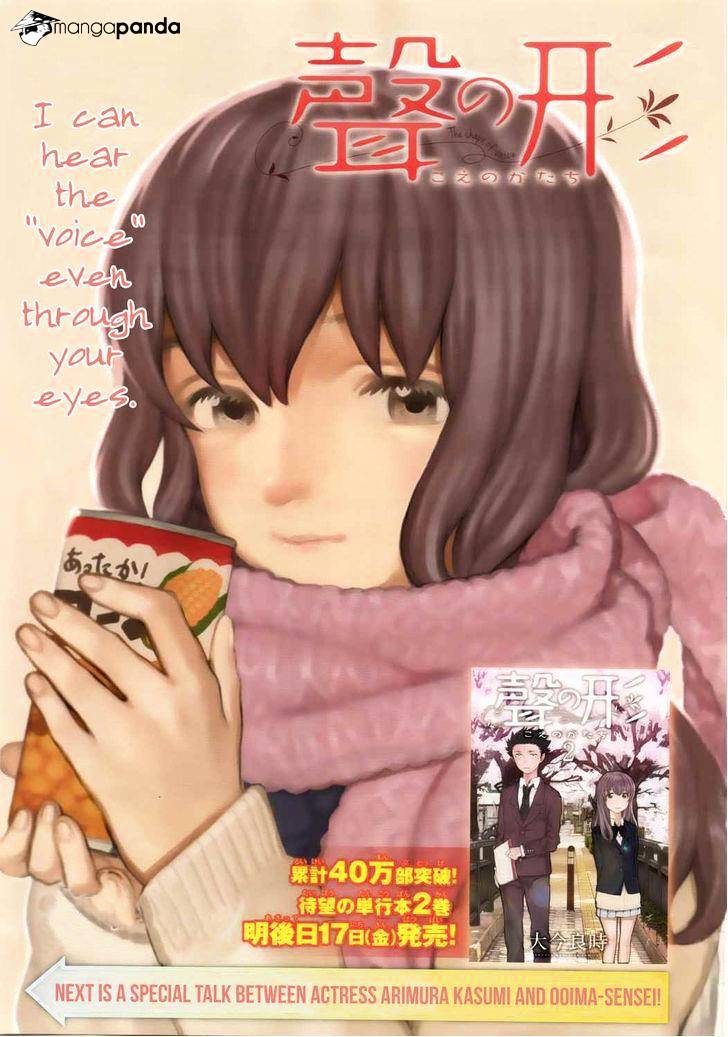 mangapanda
聲の形
The shape of voice
こえのかたち
I can
hear
the
"voice"
even
through
your
eyes.
あったか!
コーン
聲の形
こえのかたち
2
大今良時
累計40万部突破!
待望の単行本2巻
明後日17日(金)発売!
NEXT IS A SPECIAL TALK BETWEEN ACTRESS ARIMURA KASUMI AND OOIMA-SENSEI!